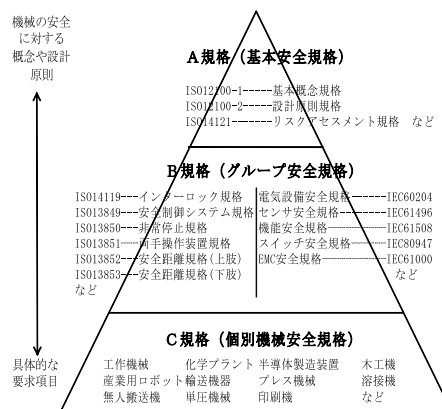 機械の安全
に対する
概念や設計
原則
A規格（基本安全規格）
ISO12100-1-----基本概念規格
ISO12100-2-----設計原則規格
ISO14121---リスクアセスメント規格　など
B規格（グループ安全規格）
ISO14119---インターロック規格
ISO13849---安全制御システム規格
ISO13850---非常停止規格
ISO13851---両手操作装置規格
ISO13852---安全距離規格(上肢)
ISO13853---安全距離規格(下肢)
など
電気設備安全規格------IEC60204
センサ安全規格------IEC61496
機能安全規格------IEC61508
スイッチ安全規格------IEC80947
EMC安全規格------IEC61000
など
C規格（個別機械安全規格）
具体的な
要求項目
工作機械　化学プラント　半導体製造装置　木工機
産業用ロボット　輸送機器　プレス機械　溶接機
無人搬送機　単圧機械　印刷機　など